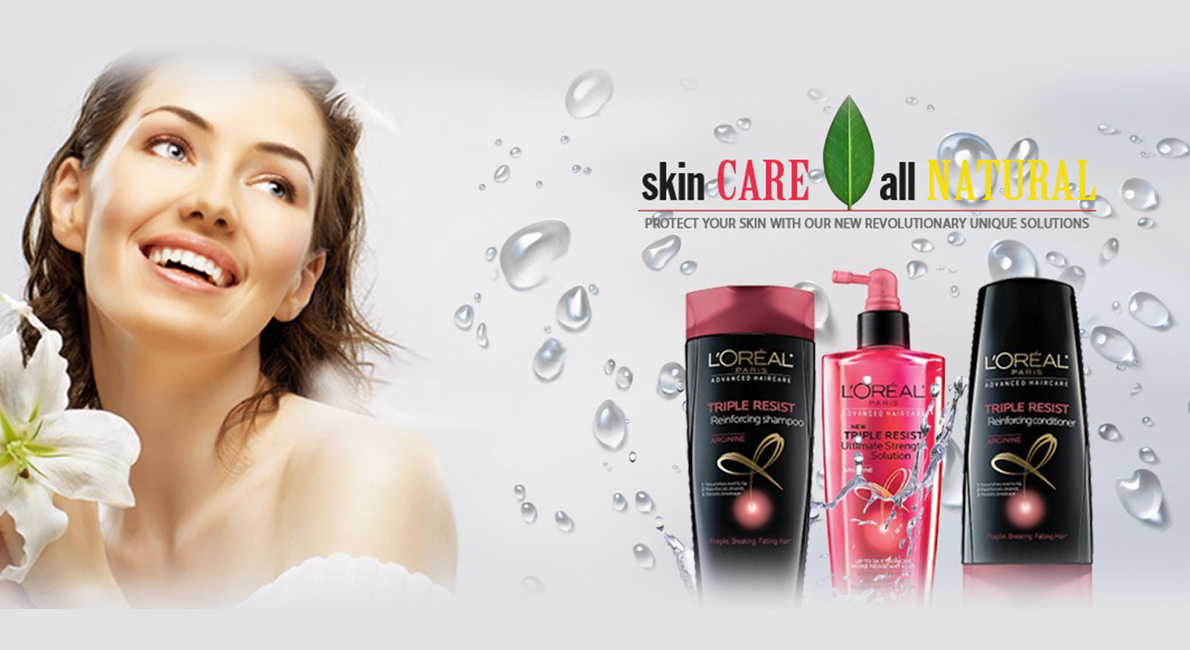 skin CARE all NATURAL
PROTECT YOUR SKIN WITH OUR NEW REVOLUTIONARY UNIQUE SOLUTIONS
L'ORÉAL
PARIS
ADVANCED HAIRCARE
TRIPLE RESIST
Reinforcing shampoo
ARGININE
Fragile, Breaking, Falling Hair
L'ORÉAL
PARIS
ADVANCED HAIRCARE
NEW
TRIPLE RESIST
Ultimate Strength
Solution
L'ORÉAL
PARIS
ADVANCED HAIRCARE
TRIPLE RESIST
Reinforcing conditioner
ARGININE
Fragile, Breaking, Falling Hair